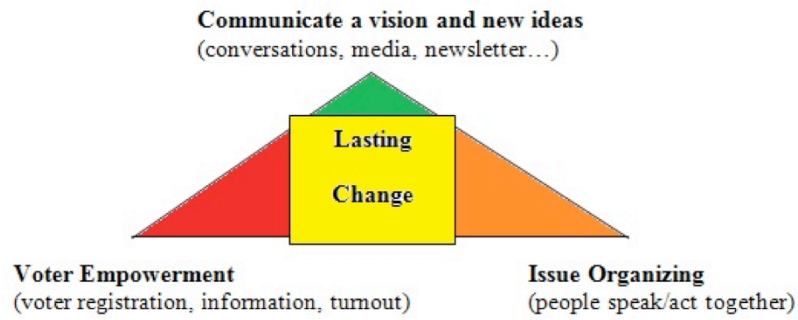 Communicate a vision and new ideas
(conversations, media, newsletter…)
Lasting
Change
Voter Empowerment
(voter registration, information, turnout)
Issue Organizing
(people speak/act together)